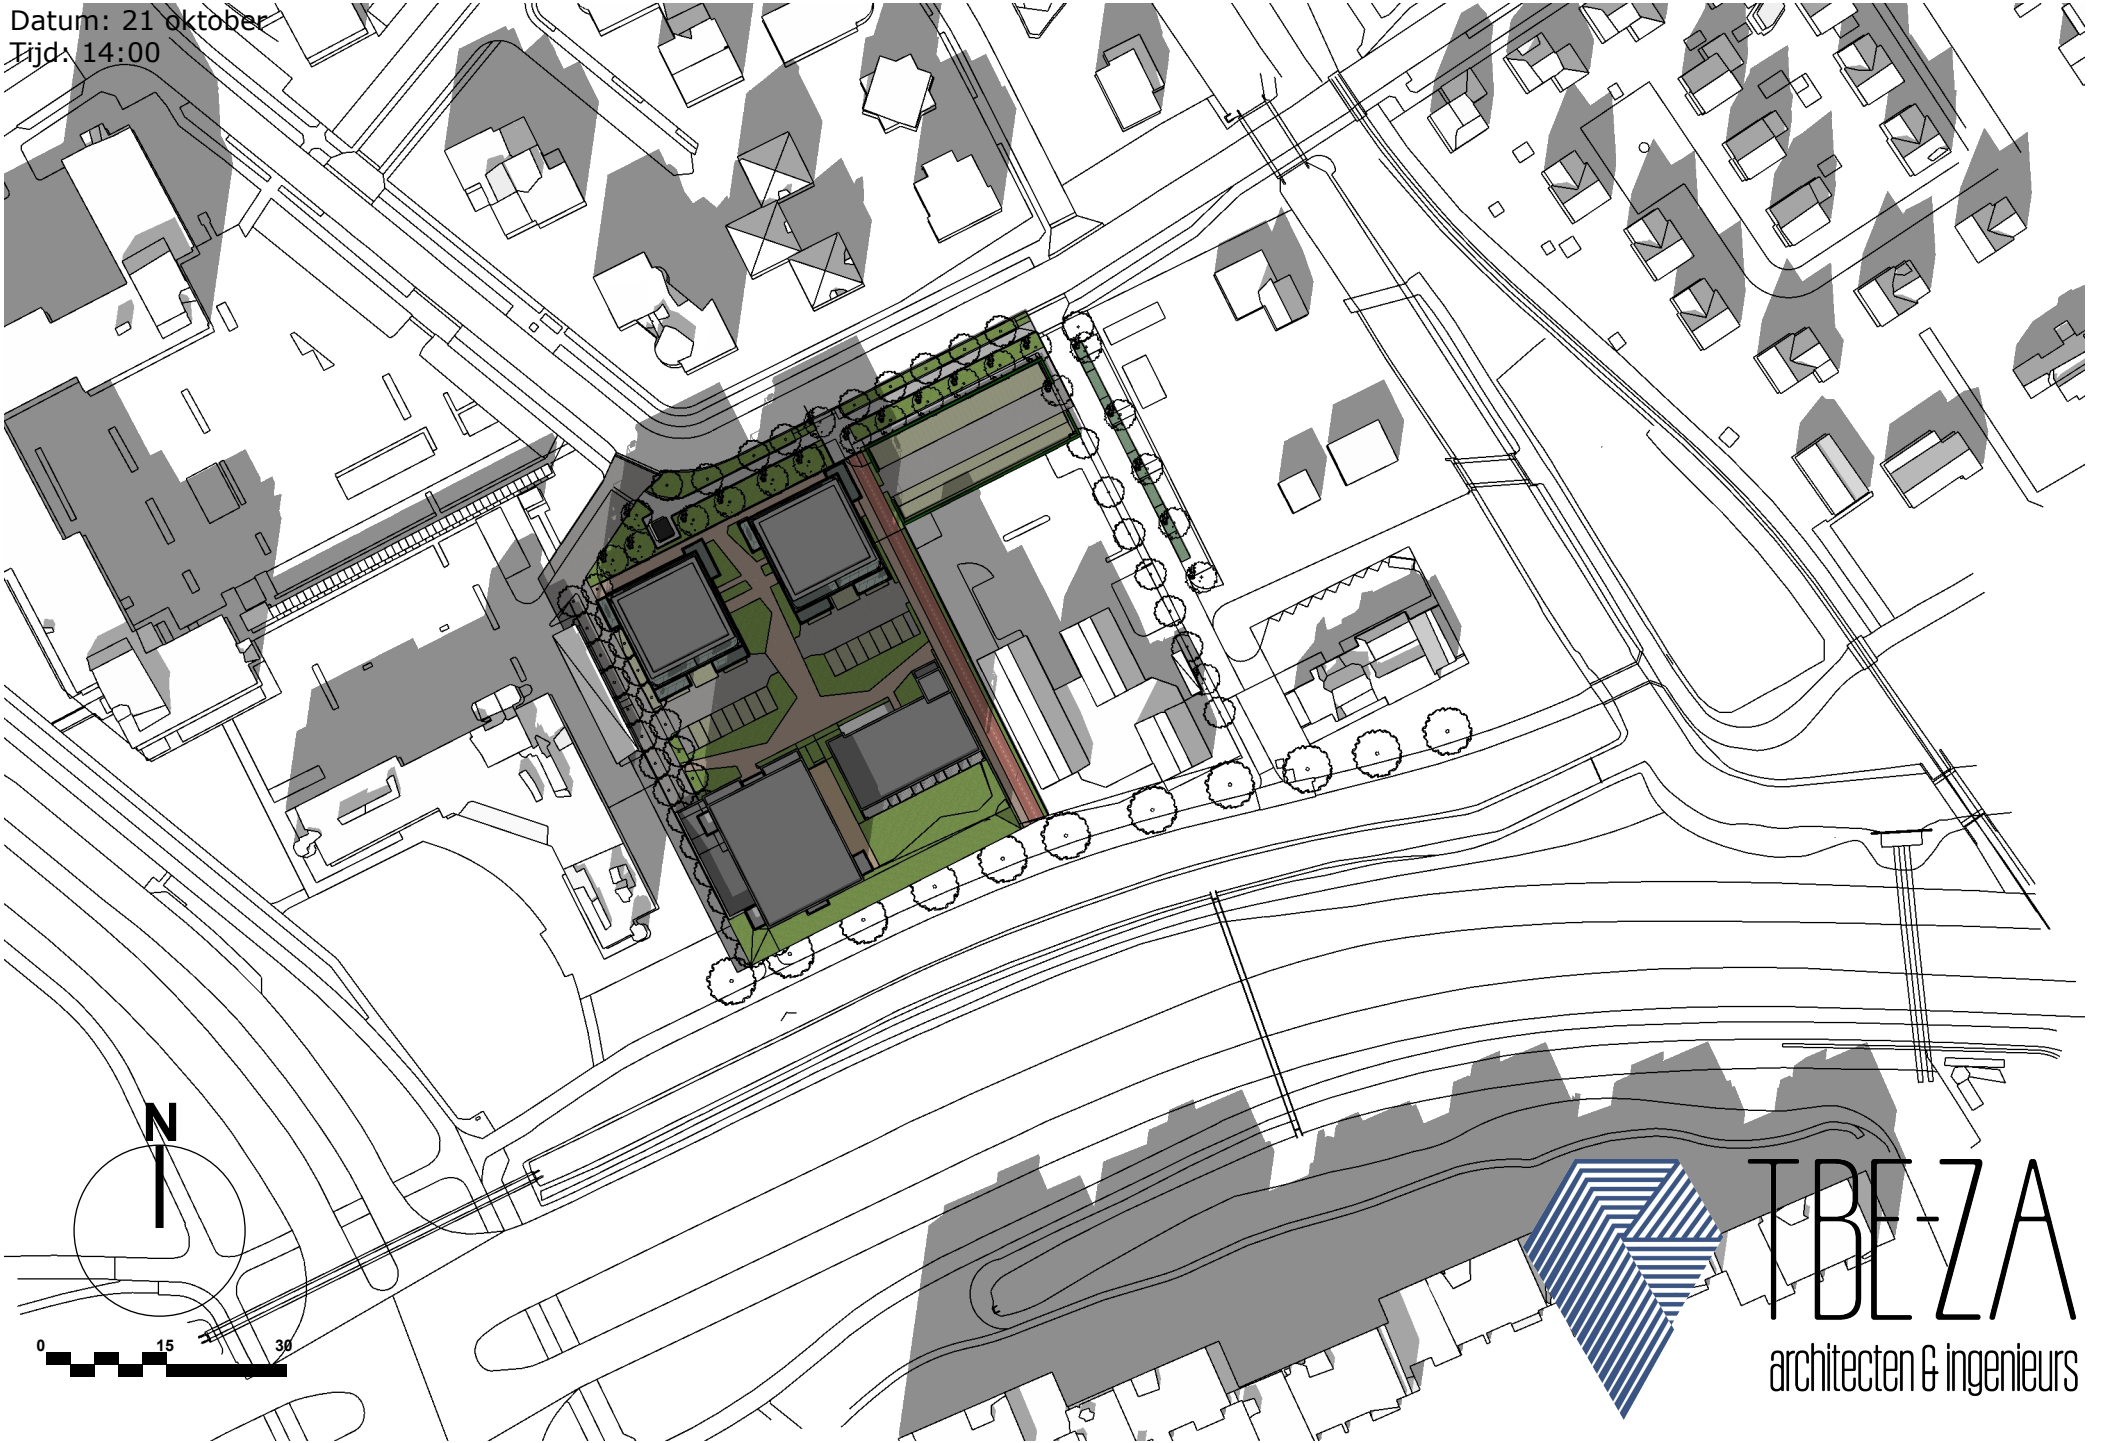 Datum: 21 oktober
Tijd: 14:00
N
0 15 30
TBE-ZA
architecten & ingenieurs